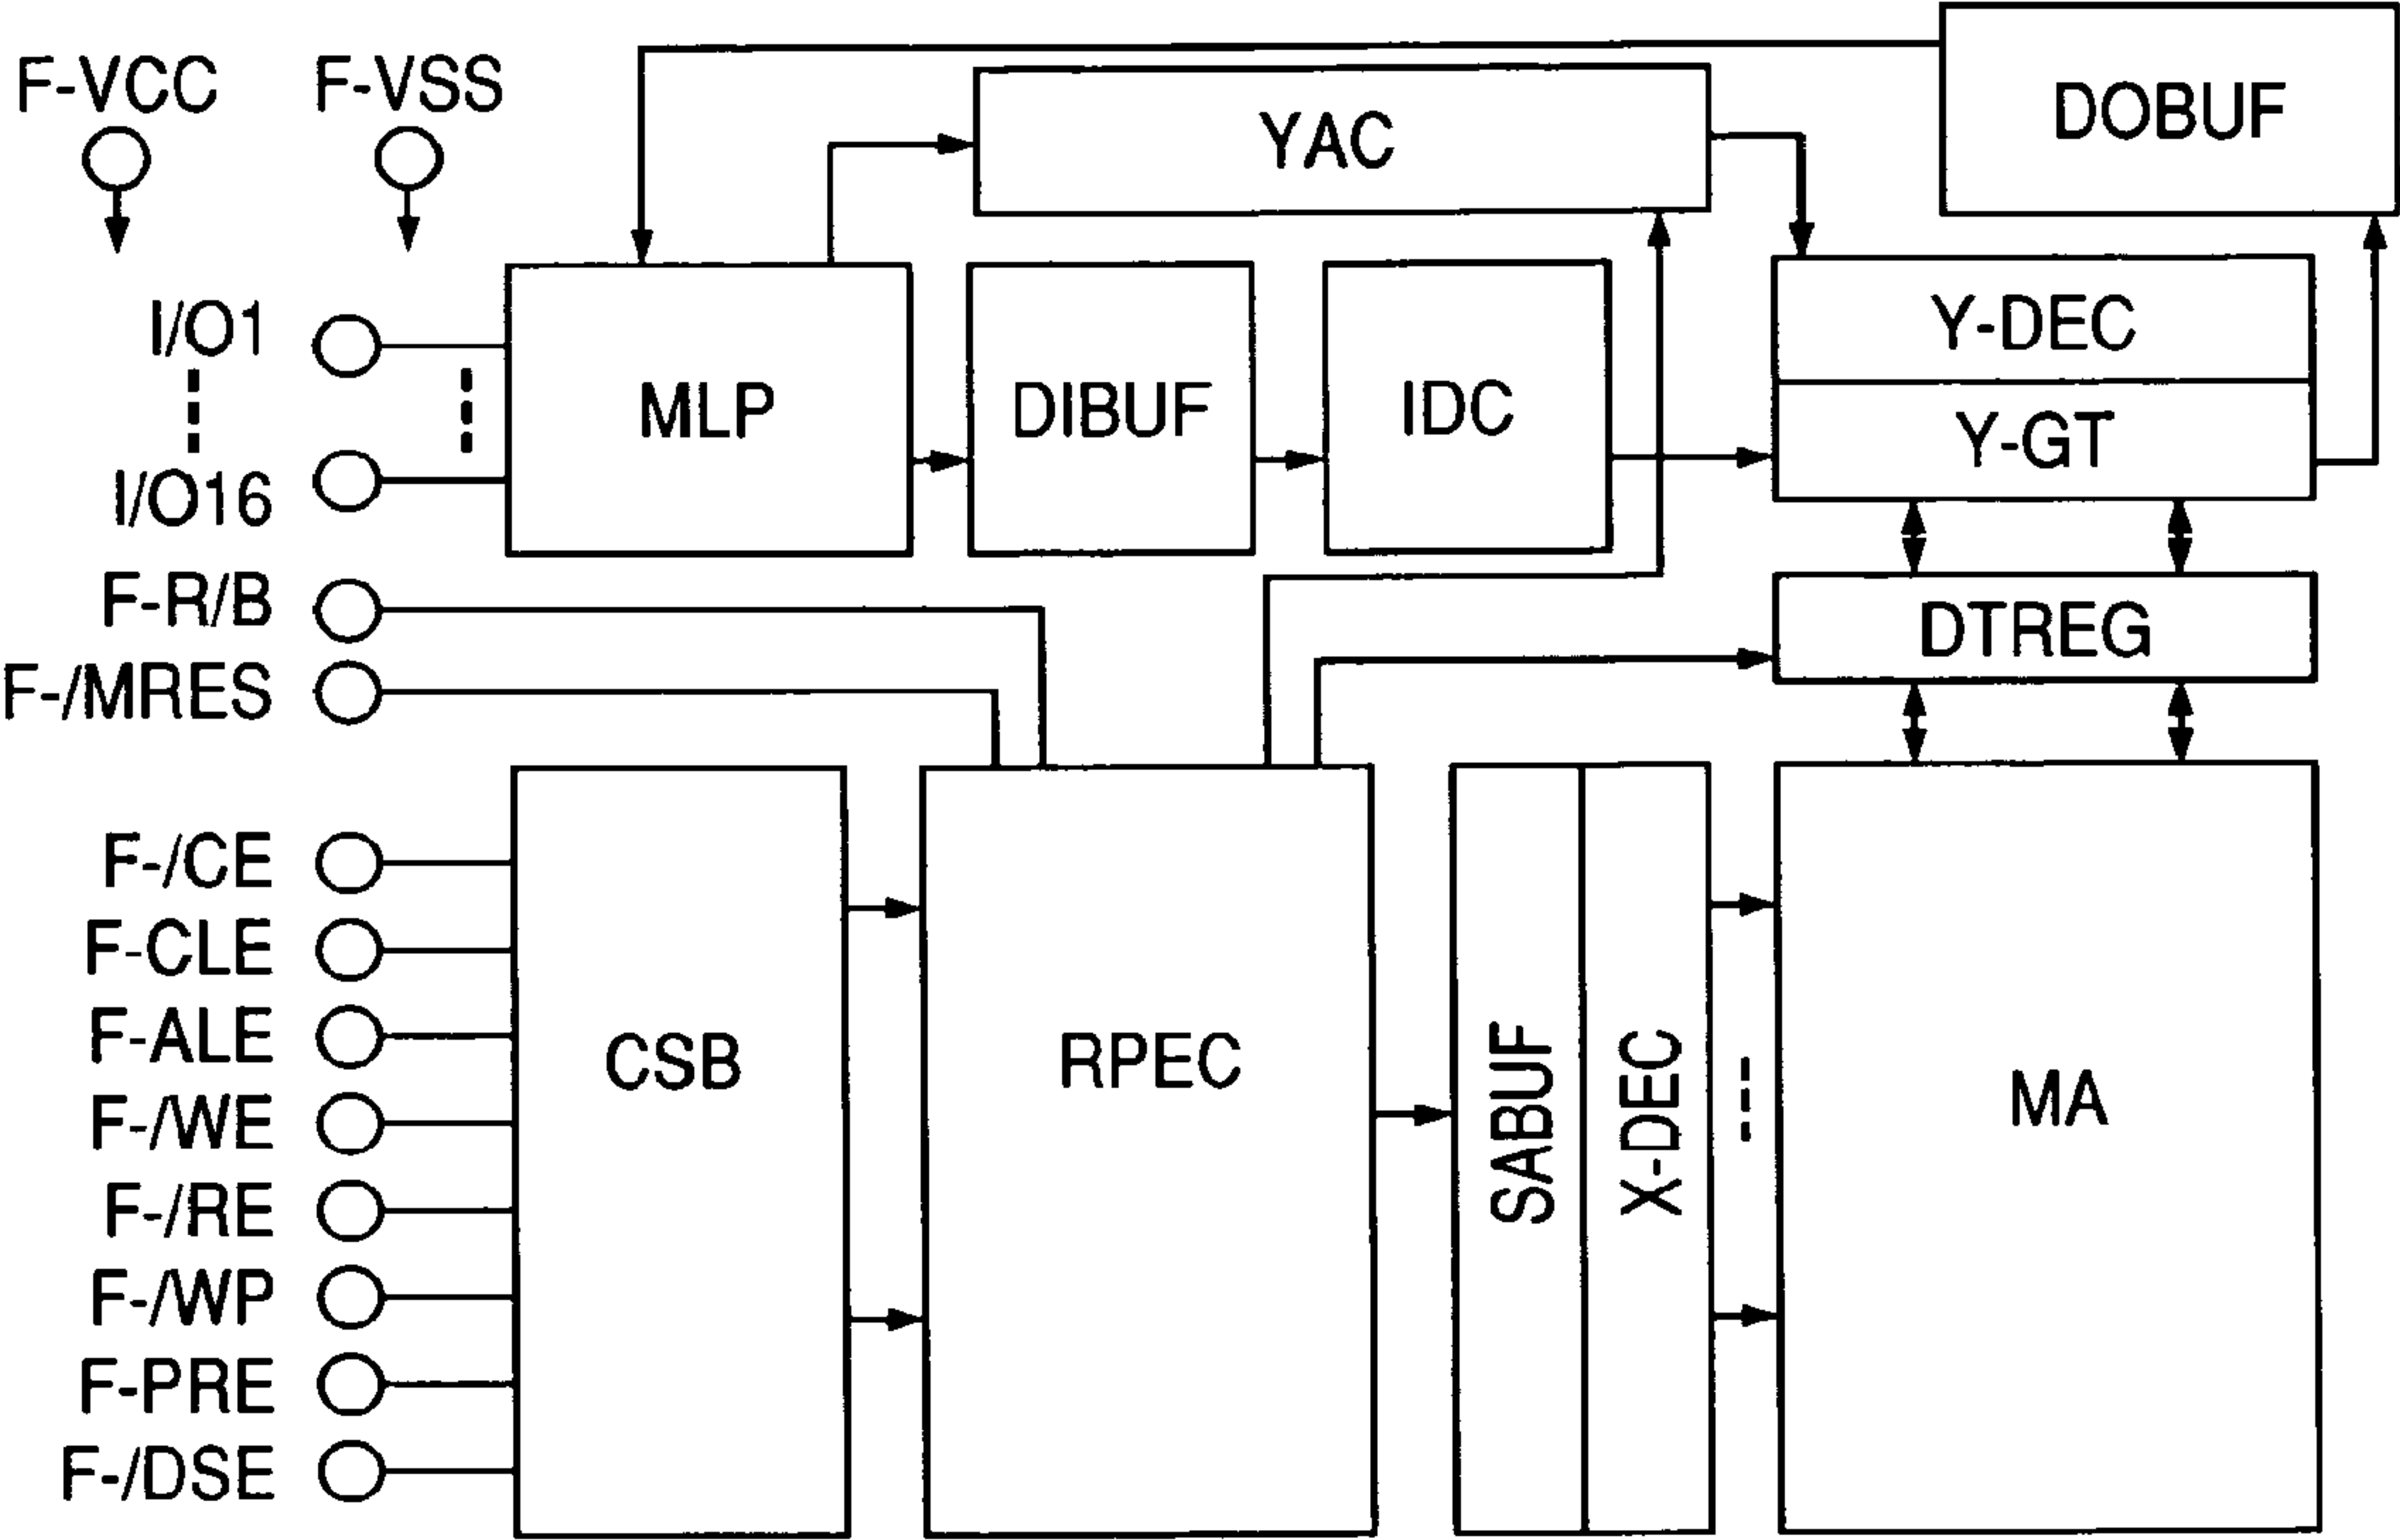 F-VCC
F-VSS
DOBUF
YAC
I/O1
I/O16
MLP
DIBUF
IDC
Y-DEC
Y-GT
F-R/B
F-/MRES
DTREG
F-/CE
F-CLE
F-ALE
F-/WE
F-/RE
F-/WP
F-PRE
F-/DSE
CSB
RPEC
SABUF
X-DEC
MA